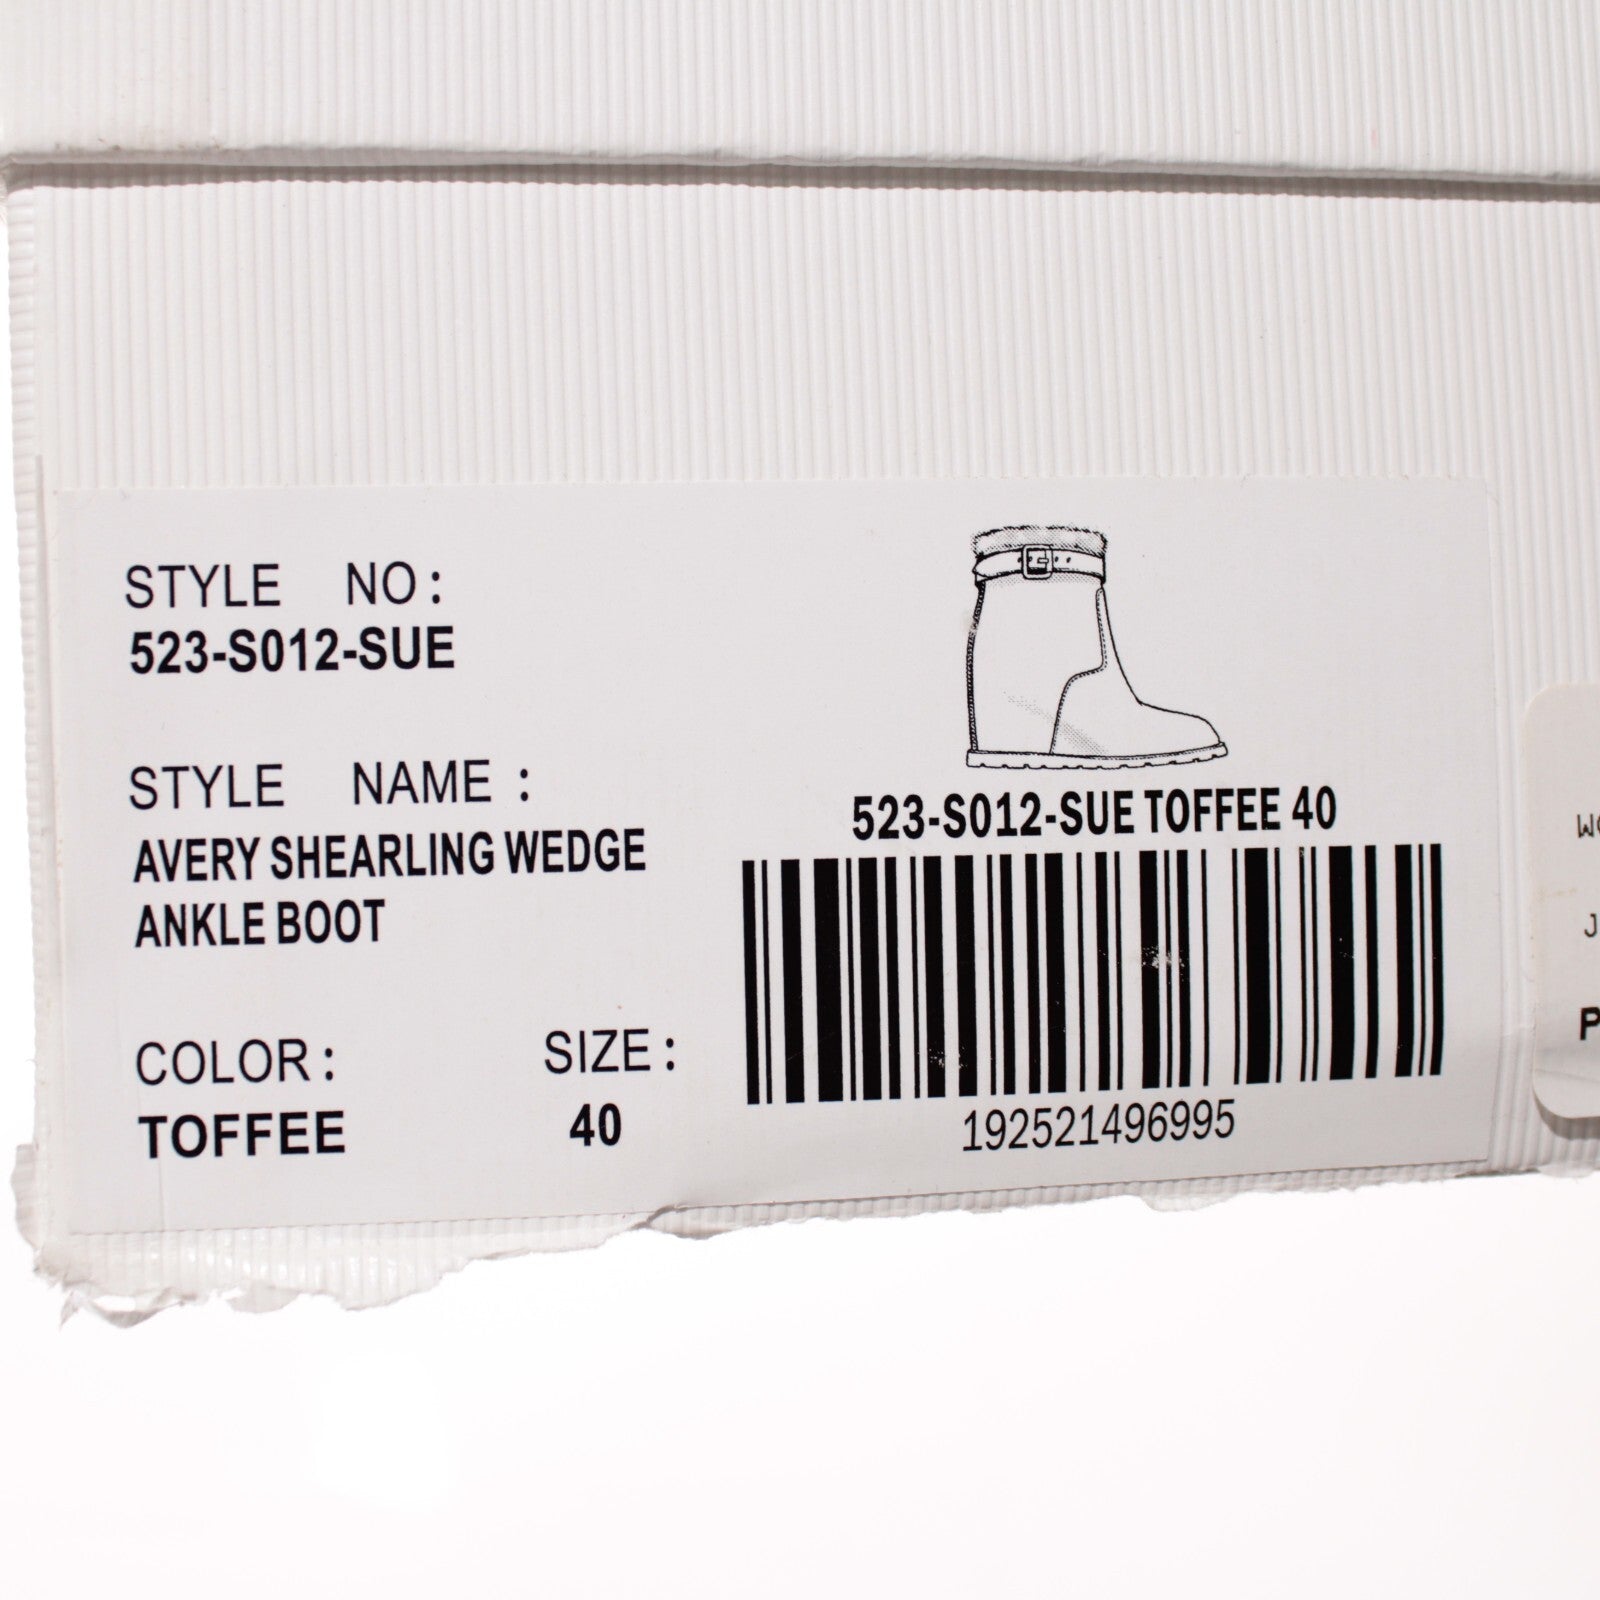 STYLE NO:
523-S012-SUE
STYLE NAME :
AVERY SHEARLING WEDGE
ANKLE BOOT
COLOR: SIZE:
TOFFEE 40
523-S012-SUE TOFFEE 40
192521496995